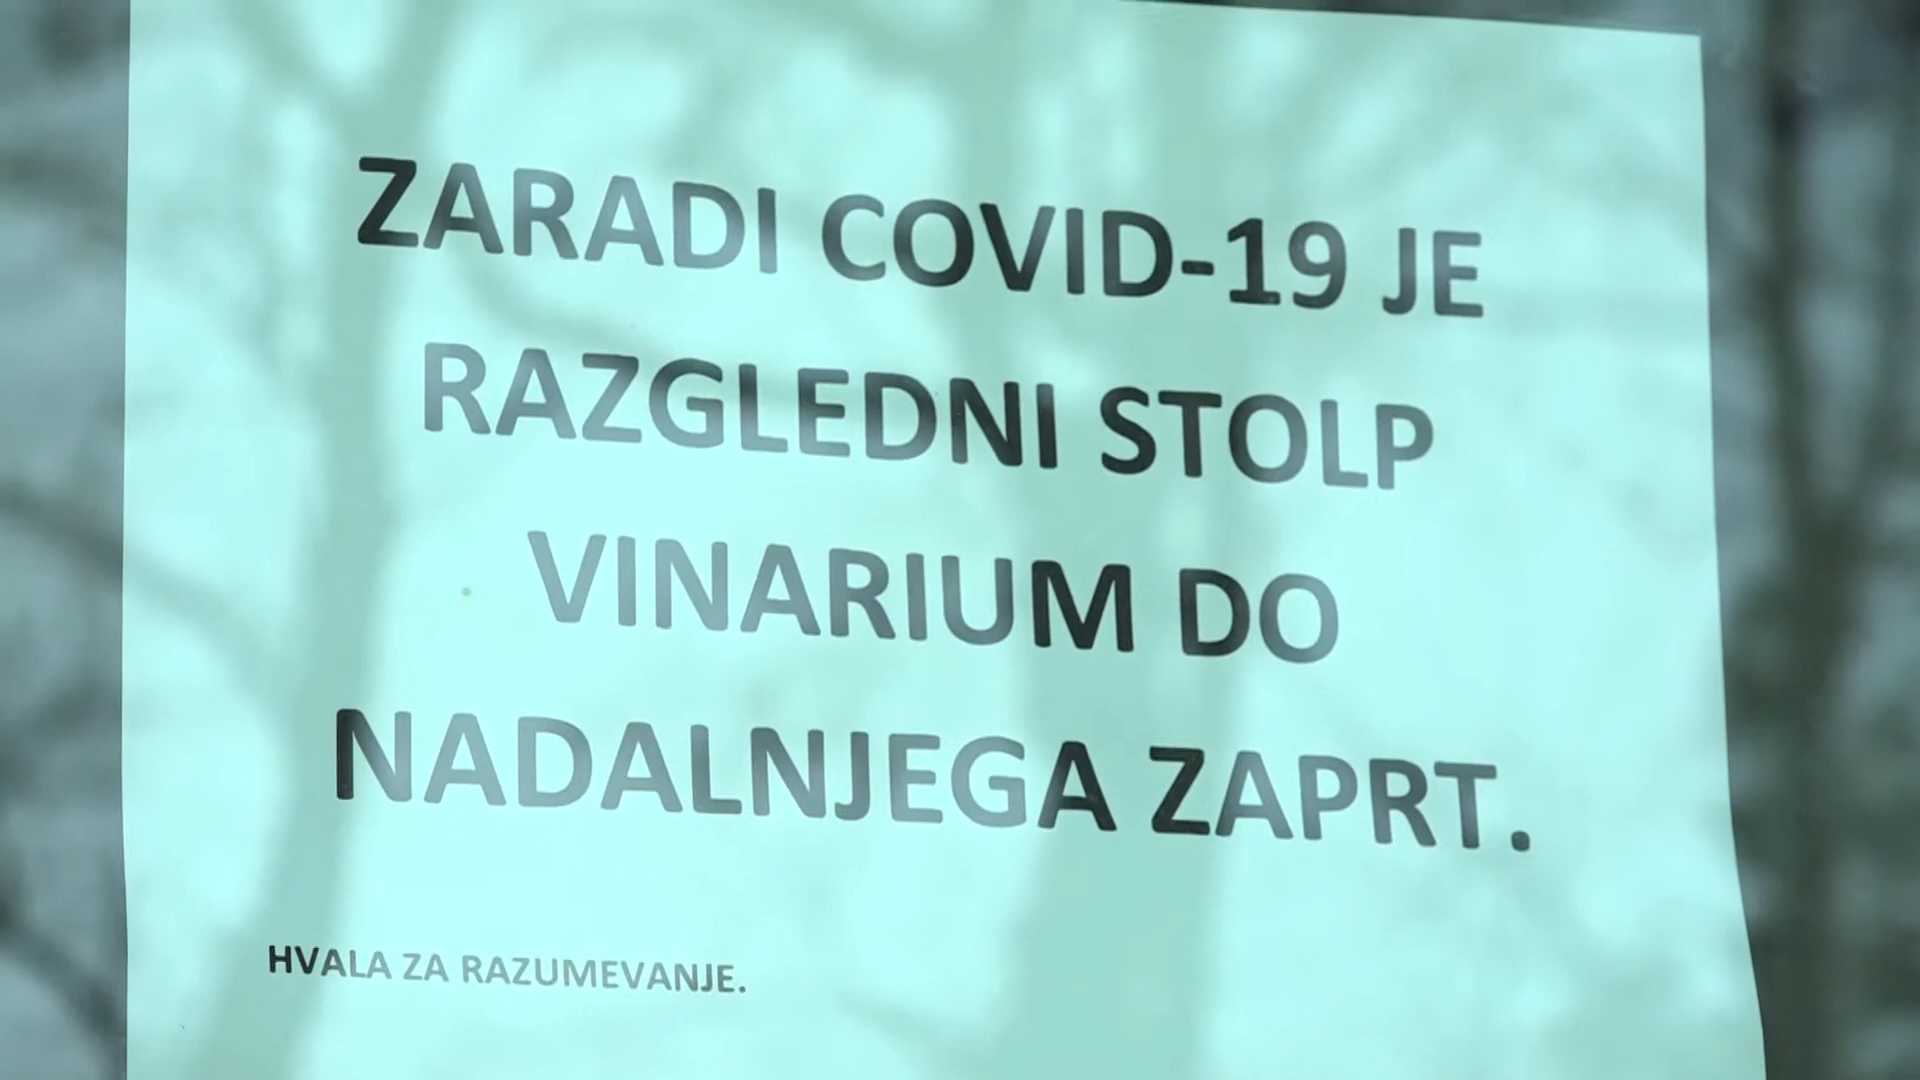 ZARADI COVID-19 JE
RAZGLEDNI STOLP
VINARIUM DO
NADALNJEGA ZAPRT.
HVALA ZA RAZUMEVANJE.